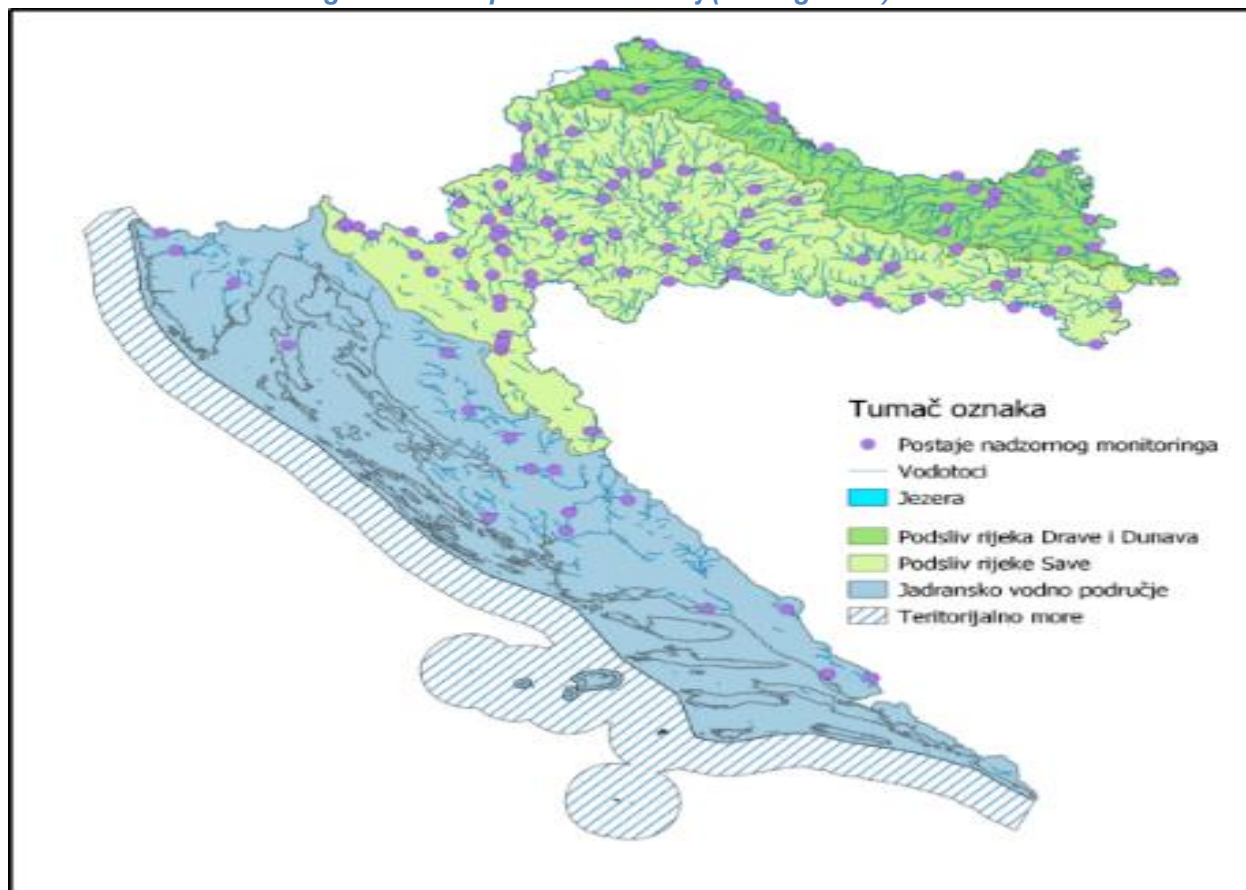 Tumač oznaka
Postaje nadzornog monitoringa
Vodotoci
Jezera
Podsliv rijeka Drave i Dunava
Podsliv rijeke Save
Jadransko vodno područje
Teritorijalno more